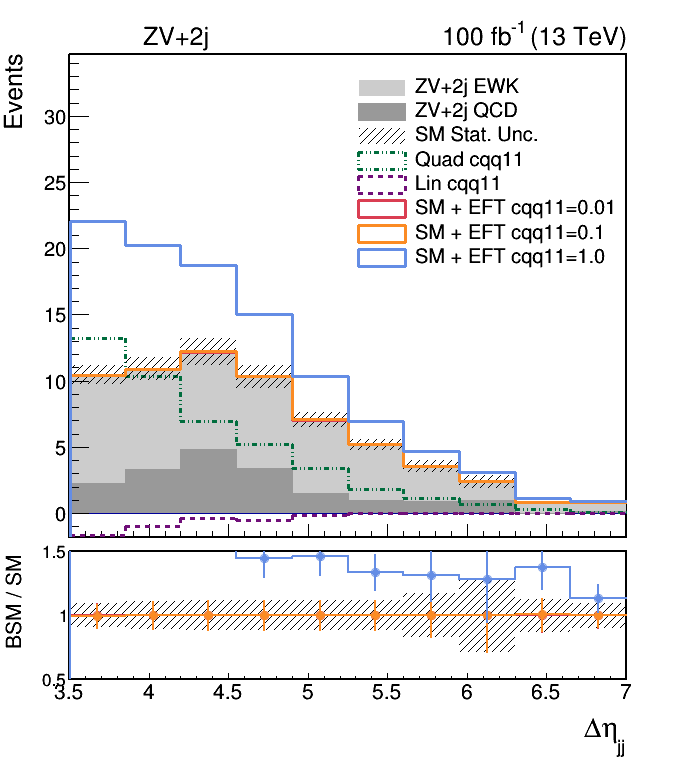 ZV+2j 100 fb-1 (13 TeV)
Events
ZV+2j EWK
ZV+2j QCD
SM Stat. Unc.
Quad cqq11
Lin cqq11
SM + EFT cqq11=0.01
SM + EFT cqq11=0.1
SM + EFT cqq11=1.0
30
25
20
15
10
5
0
BSM / SM
1.5
1
0.5
3.5 4 4.5 5 5.5 6 6.5 7
Δηjj